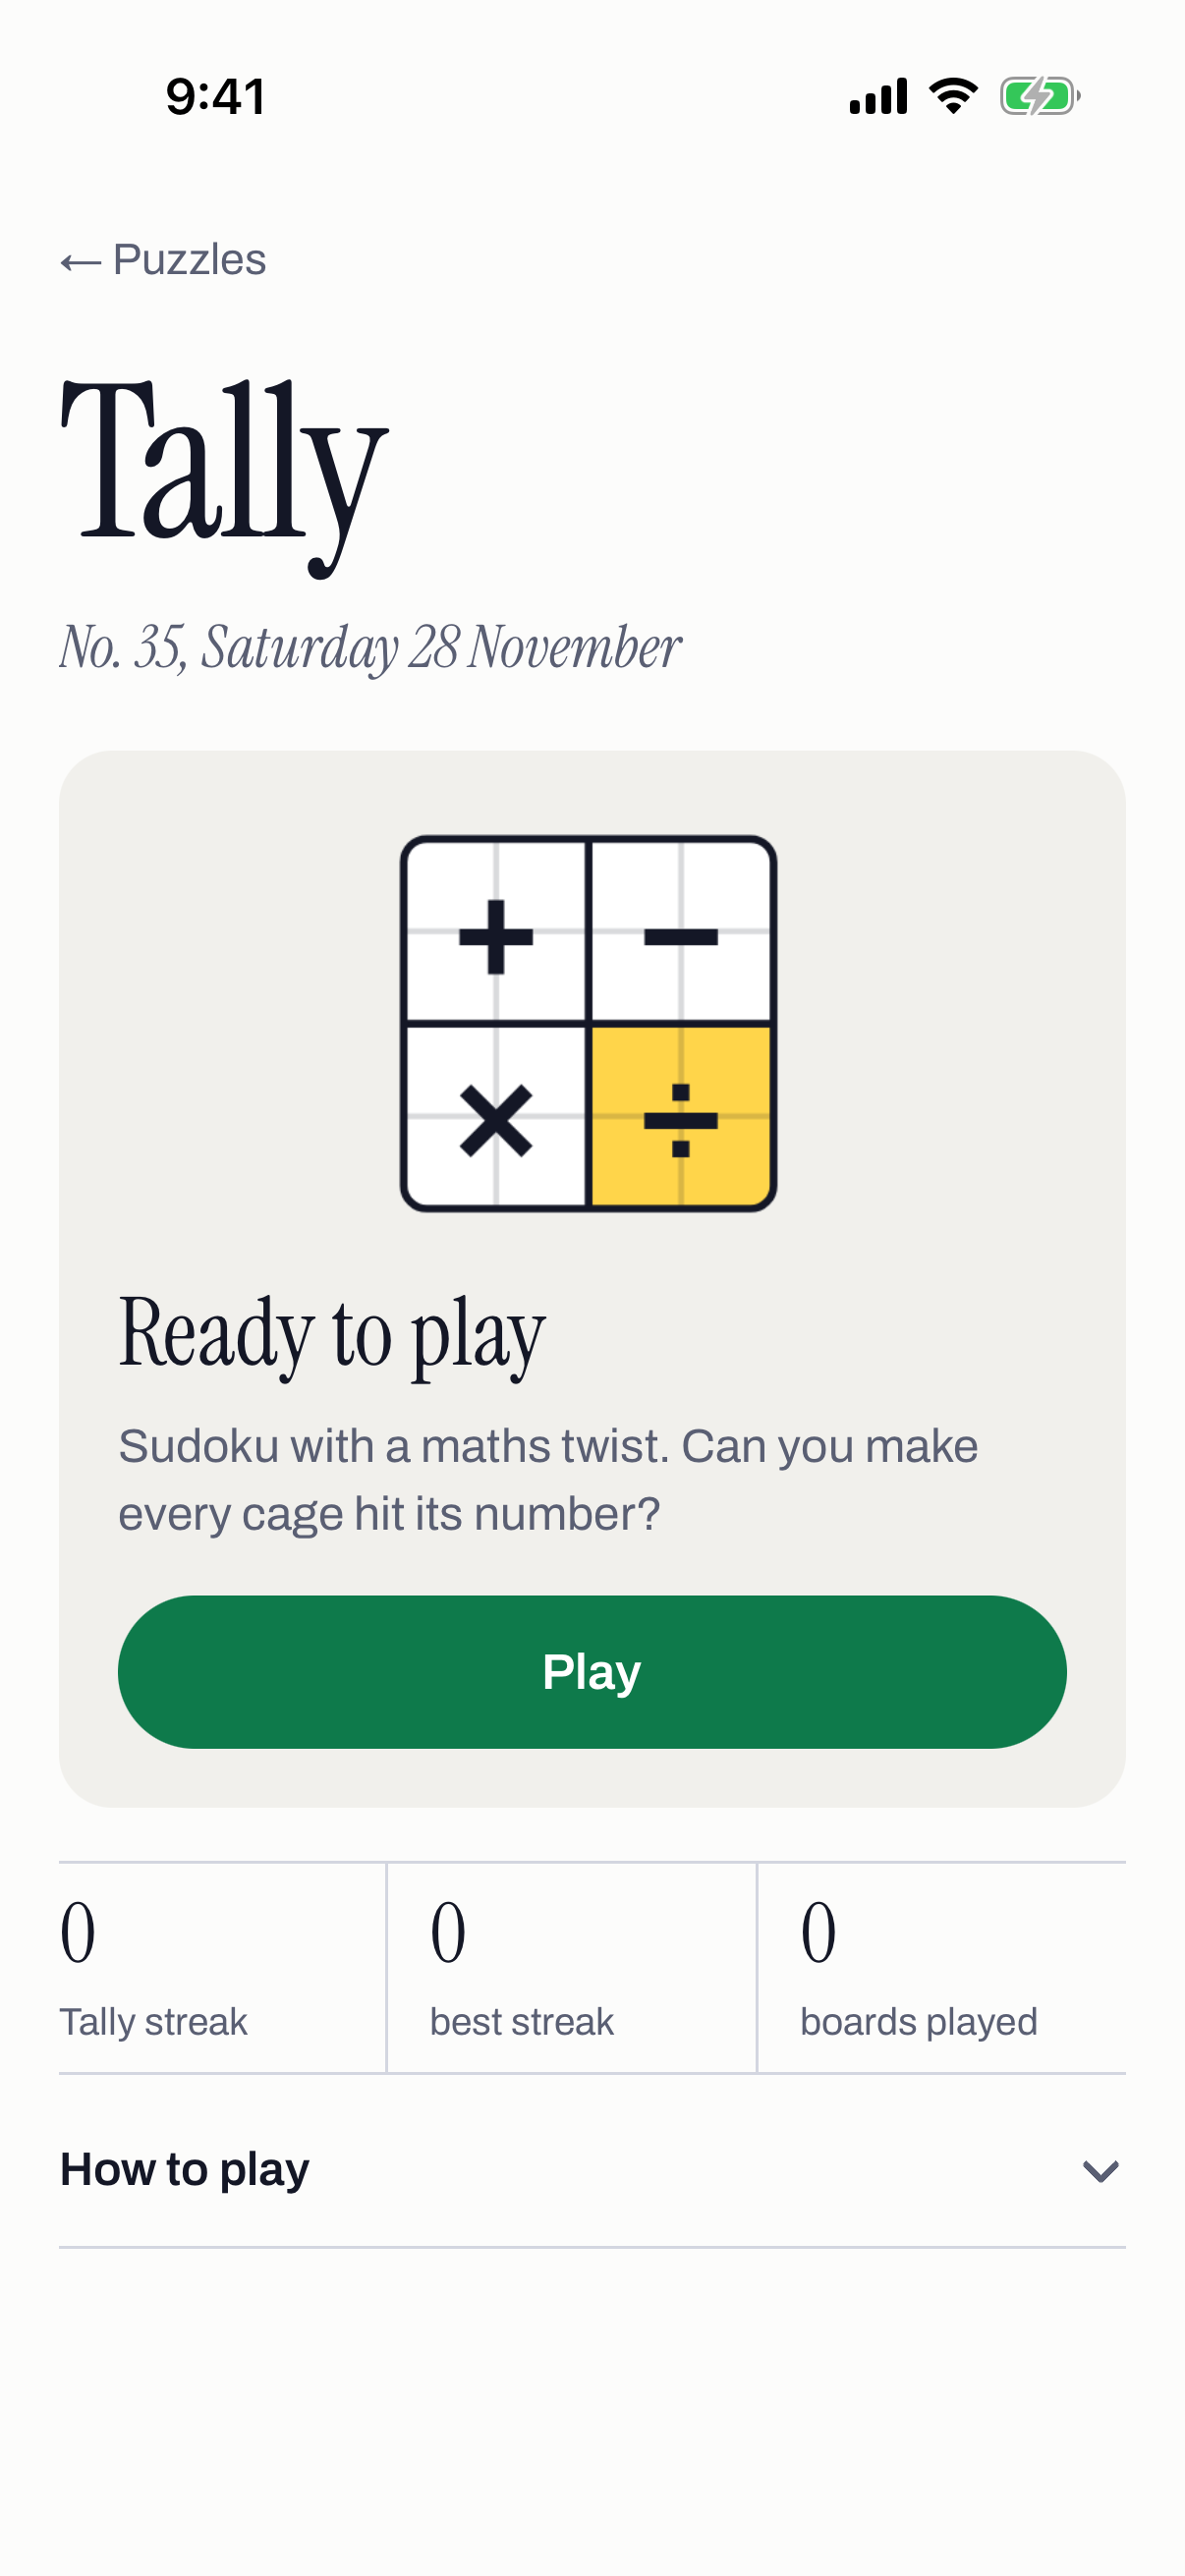 9:41
← Puzzles
Tally
No. 35, Saturday 28 November
+ −
× ÷
Ready to play
Sudoku with a maths twist. Can you make
every cage hit its number?
Play
0 0 0
Tally streak best streak boards played
How to play